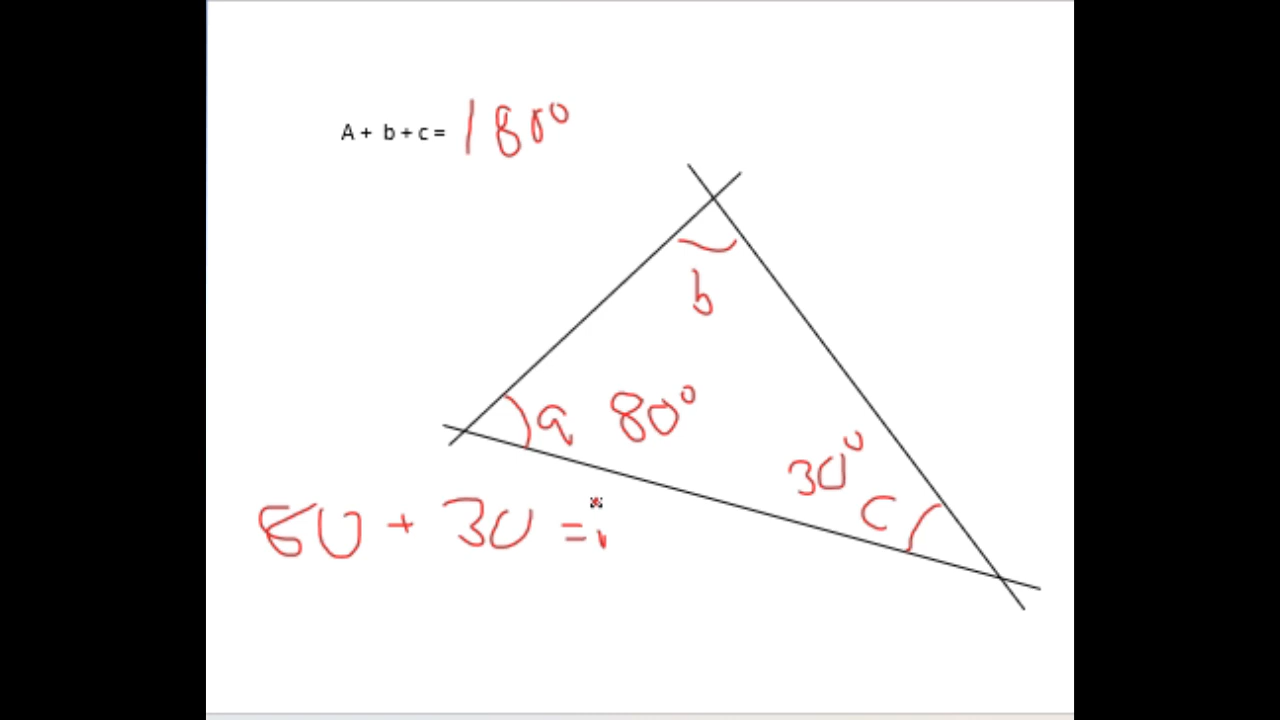 A + b + c = 180°
b
a 80°
30°
c
80 + 30 =